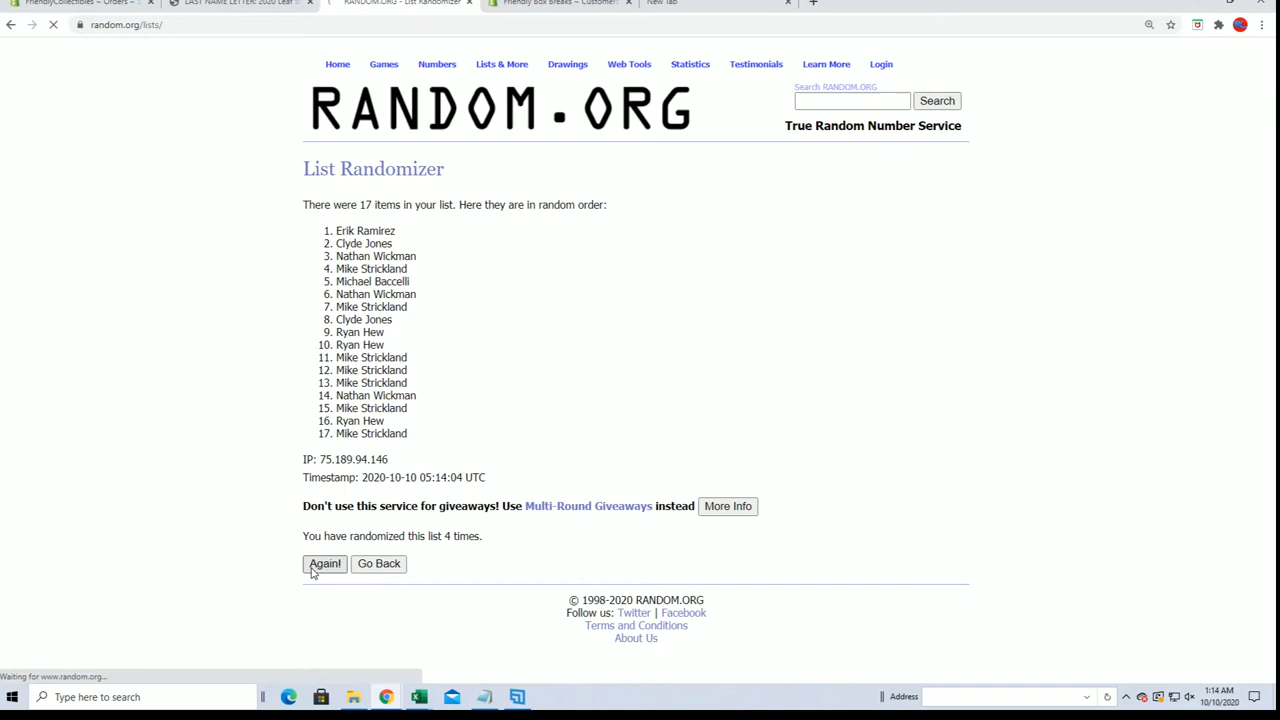 FriendlyCollectibles ~ Orders ~ S
LAST NAME LETTER: 2020 Leaf S
RANDOM.ORG - List Randomizer
Friendly Box Breaks ~ Customer
New Tab
random.org/lists/
Home Games Numbers Lists & More Drawings Web Tools Statistics Testimonials Learn More Login
RANDOM.ORG
Search RANDOM.ORG
Search
True Random Number Service
List Randomizer
There were 17 items in your list. Here they are in random order:
1. Erik Ramirez
2. Clyde Jones
3. Nathan Wickman
4. Mike Strickland
5. Michael Baccelli
6. Nathan Wickman
7. Mike Strickland
8. Clyde Jones
9. Ryan Hew
10. Ryan Hew
11. Mike Strickland
12. Mike Strickland
13. Mike Strickland
14. Nathan Wickman
15. Mike Strickland
16. Ryan Hew
17. Mike Strickland
IP: 75.189.94.146
Timestamp: 2020-10-10 05:14:04 UTC
Don't use this service for giveaways! Use Multi-Round Giveaways instead More Info
You have randomized this list 4 times.
Again! Go Back
© 1998-2020 RANDOM.ORG
Follow us: Twitter | Facebook
Terms and Conditions
About Us
Waiting for www.random.org...
Type here to search
Address
1:14 AM
10/10/2020